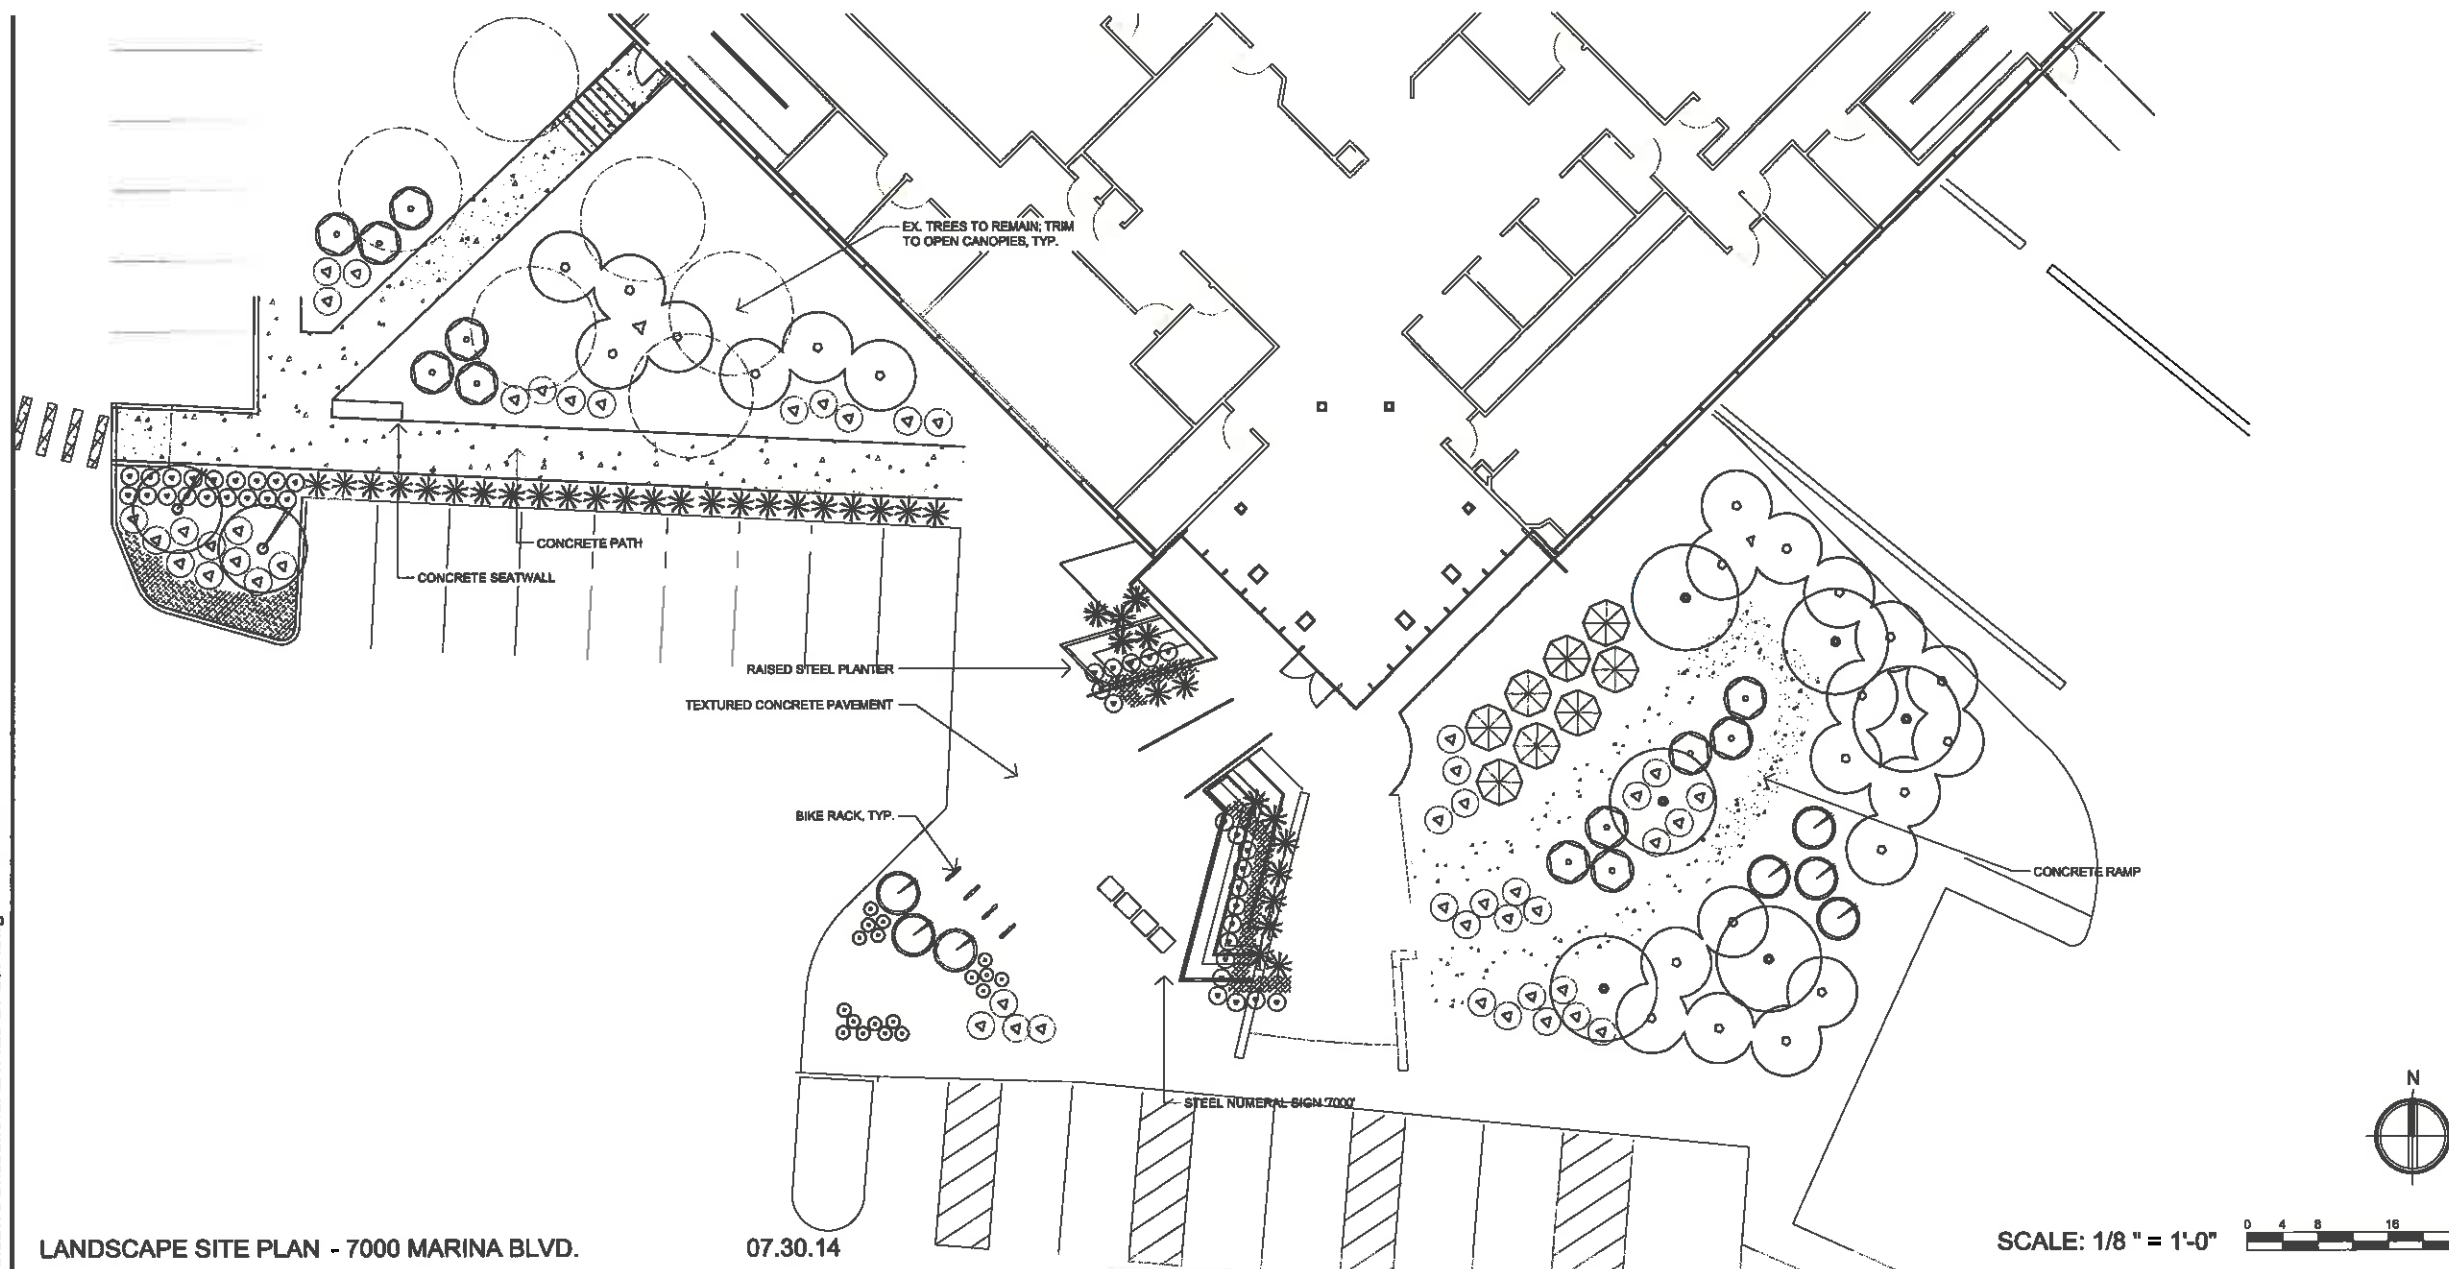 EX. TREES TO REMAIN; TRIM
TO OPEN CANOPIES, TYP.
CONCRETE PATH
CONCRETE SEATWALL
RAISED STEEL PLANTER
TEXTURED CONCRETE PAVEMENT
BIKE RACK, TYP.
CONCRETE RAMP
STEEL NUMERAL SIGN '7000'
N
LANDSCAPE SITE PLAN - 7000 MARINA BLVD.
07.30.14
SCALE: 1/8 " = 1'-0"
0 4 8 16